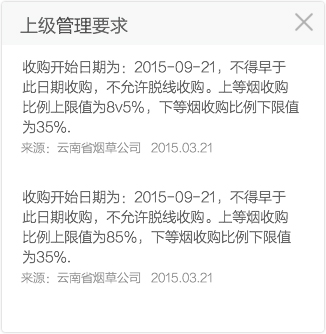 上级管理要求
收购开始日期为：2015-09-21，不得早于
此日期收购，不允许脱线收购。上等烟收购
比例上限值为8v5%，下等烟收购比例下限值
为35%.
来源：云南省烟草公司 2015.03.21
收购开始日期为：2015-09-21，不得早于
此日期收购，不允许脱线收购。上等烟收购
比例上限值为85%，下等烟收购比例下限值
为35%.
来源：云南省烟草公司 2015.03.21